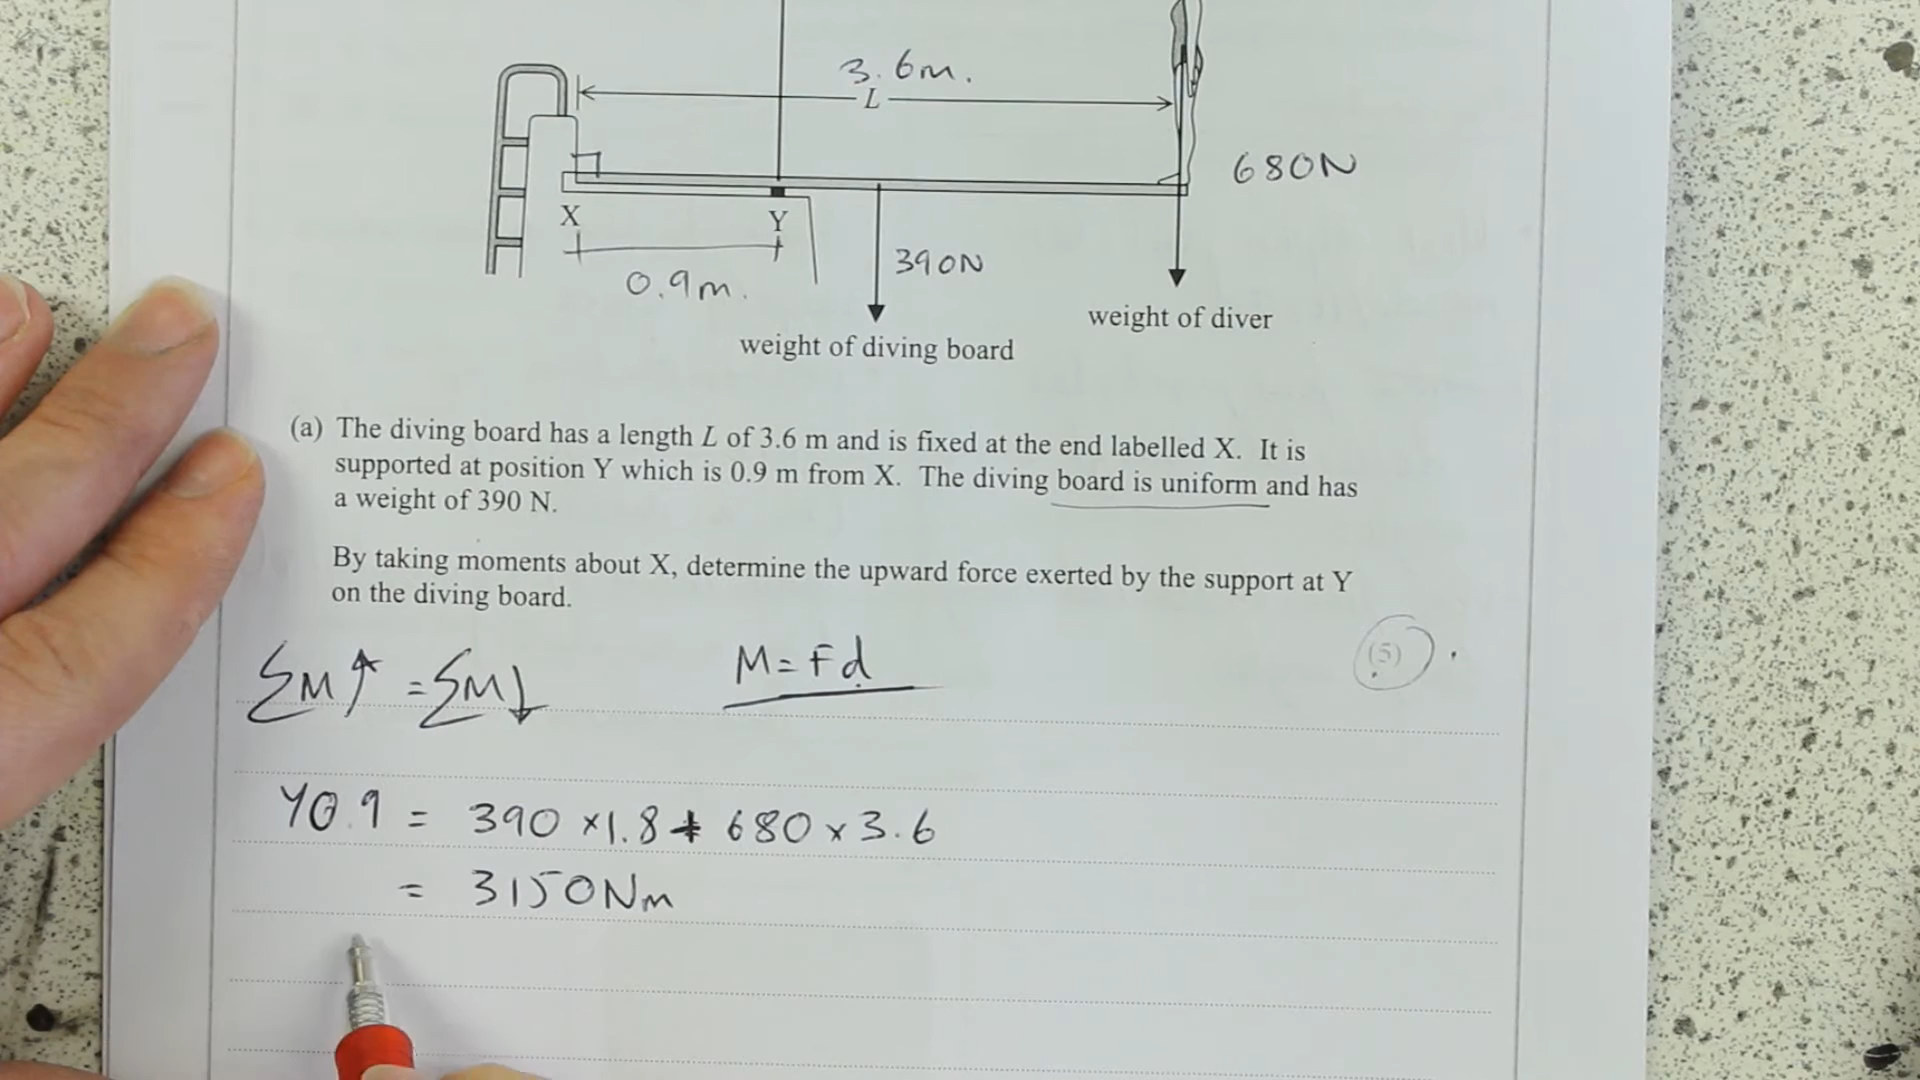 3.6m.
L
680N
X
Y
0.9m.
390N
weight of diver
weight of diving board
(a) The diving board has a length L of 3.6 m and is fixed at the end labelled X. It is
supported at position Y which is 0.9 m from X. The diving board is uniform and has
a weight of 390 N.
By taking moments about X, determine the upward force exerted by the support at Y
on the diving board.
(5)
ΣM↑ = ΣM↓
M = Fd
Y0.9 = 390 × 1.8 + 680 × 3.6
= 3150Nm